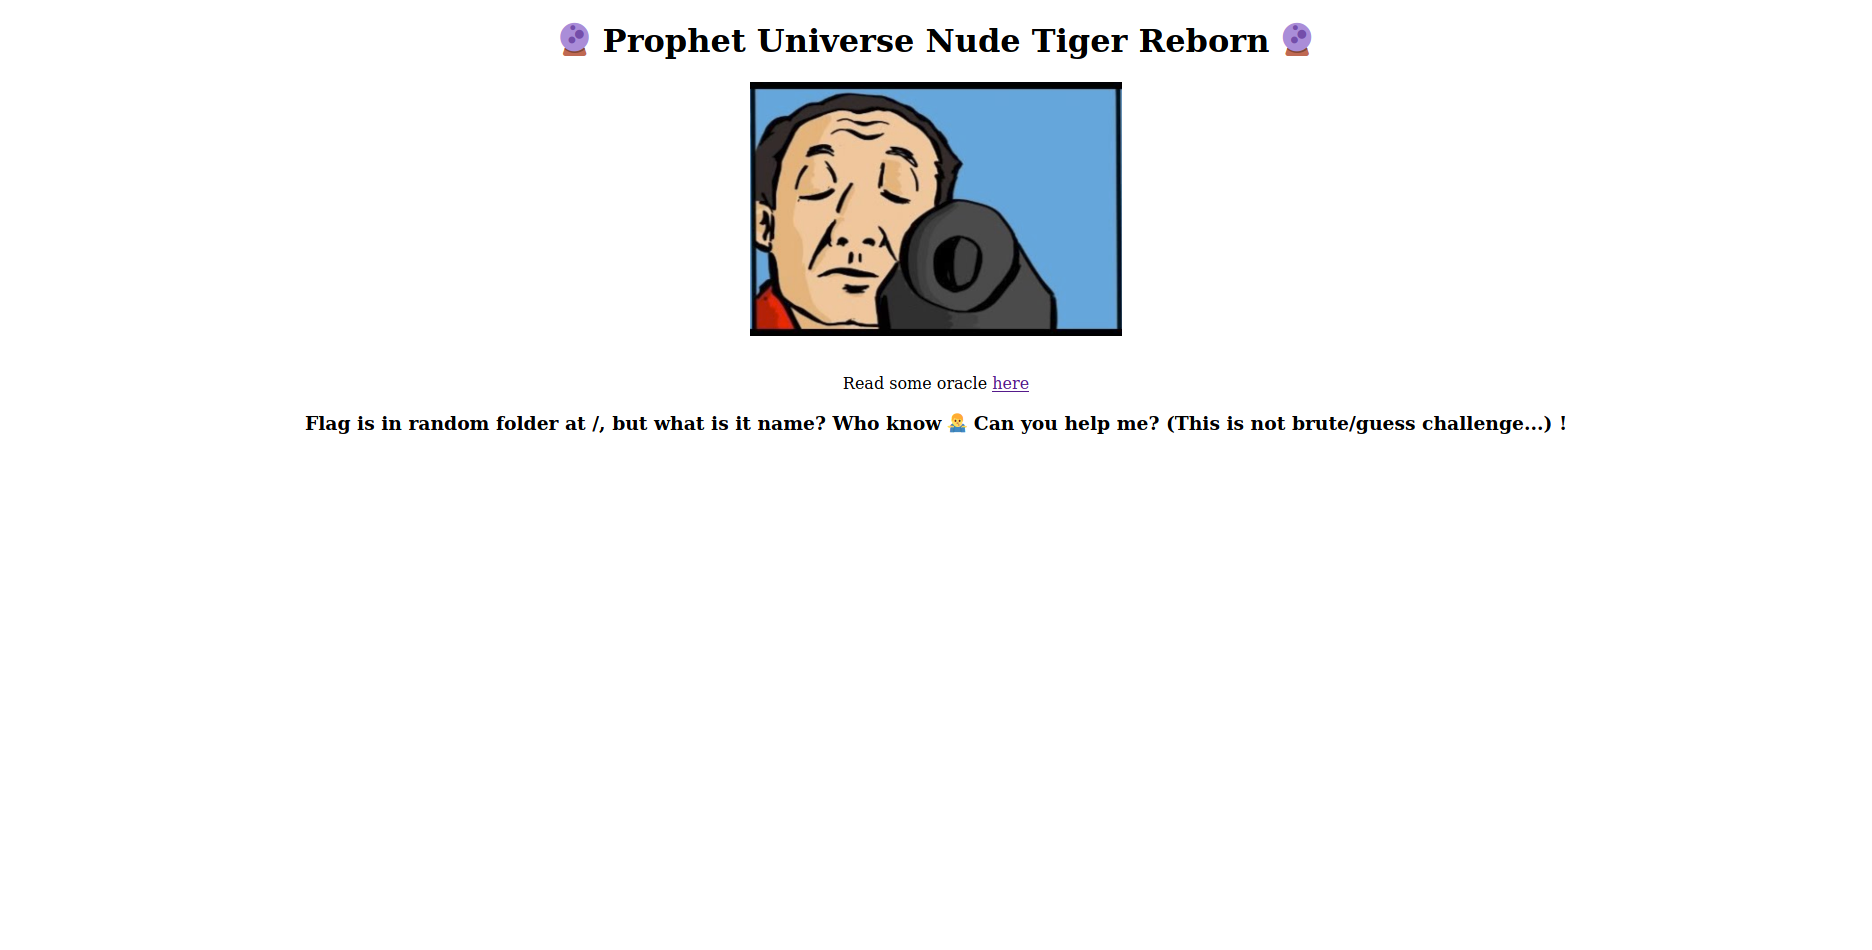 🔮 Prophet Universe Nude Tiger Reborn 🔮
Read some oracle here
Flag is in random folder at /, but what is it name? Who know 🤷‍♂️ Can you help me? (This is not brute/guess challenge...) !